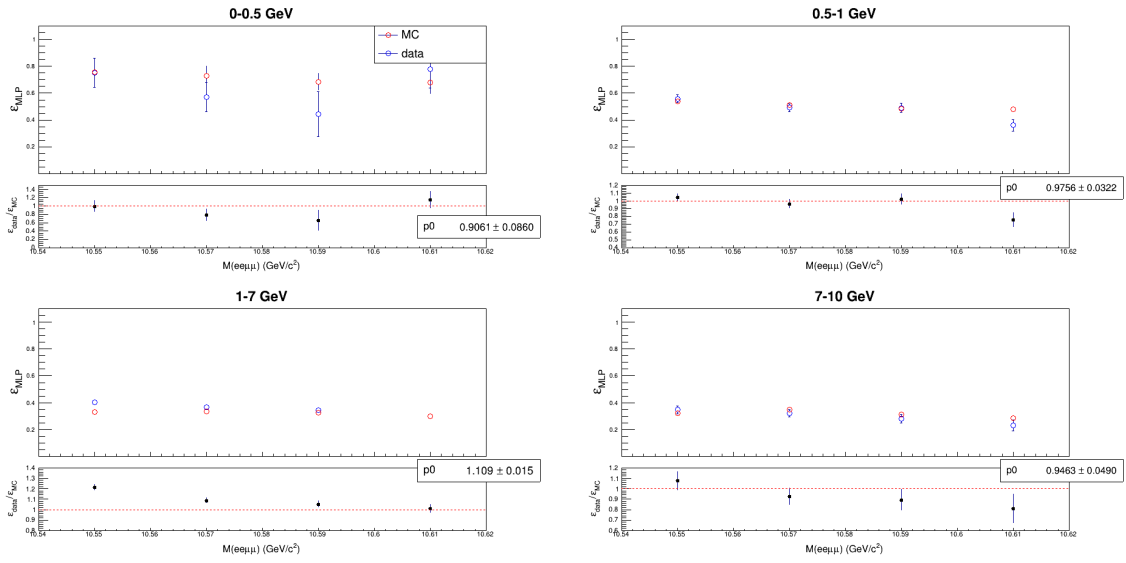 0-0.5 GeV
MC
data
ε_MLP
1
0.8
0.6
0.4
0.2
ε_data/ε_MC
1.4
1.2
1
0.8
0.6
0.4
0.2
0
p0 0.9061 ± 0.0860
10.54 10.55 10.56 10.57 10.58 10.59 10.6 10.61 10.62
M(eeμμ) (GeV/c²)
0.5-1 GeV
ε_MLP
1
0.8
0.6
0.4
0.2
ε_data/ε_MC
1.2
1.1
1
0.9
0.8
0.7
0.6
0.5
0.4
p0 0.9756 ± 0.0322
10.54 10.55 10.56 10.57 10.58 10.59 10.6 10.61 10.62
M(eeμμ) (GeV/c²)
1-7 GeV
ε_MLP
1
0.8
0.6
0.4
0.2
ε_data/ε_MC
1.4
1.3
1.2
1.1
1
0.9
0.8
p0 1.109 ± 0.015
10.54 10.55 10.56 10.57 10.58 10.59 10.6 10.61 10.62
M(eeμμ) (GeV/c²)
7-10 GeV
ε_MLP
1
0.8
0.6
0.4
0.2
ε_data/ε_MC
1.2
1.1
1
0.9
0.8
0.7
0.6
p0 0.9463 ± 0.0490
10.54 10.55 10.56 10.57 10.58 10.59 10.6 10.61 10.62
M(eeμμ) (GeV/c²)